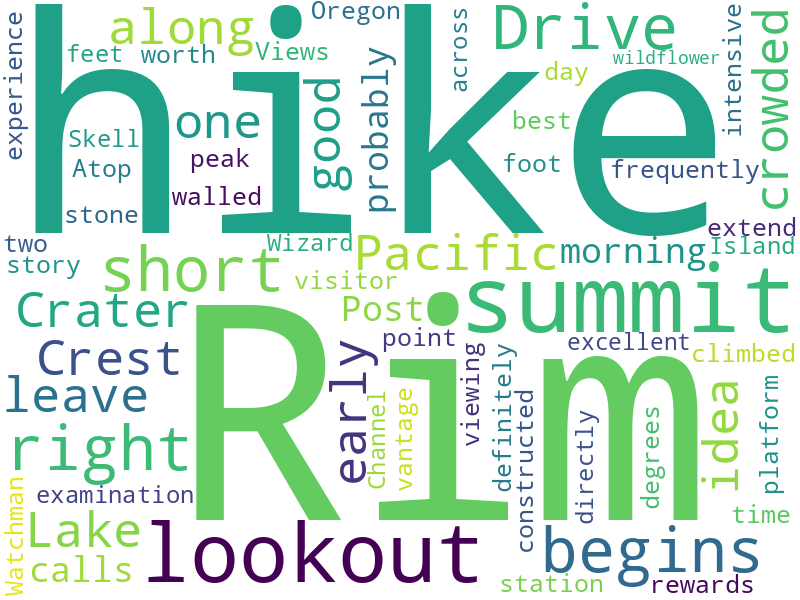 hike
Rim
summit
lookout
Drive
along
Oregon
across
wildflower
intensive
crowded
experience
feet
worth
Views
good
probably
day
best
one
Skell
Atop
peak
walled
stone
foot
frequently
extend
two
story
Wizard
Pacific
morning
Island
short
visitor
Crater
Post
point
excellent
climbed
Crest
early
viewing
definitely
constructed
directly
degrees
idea
platform
leave
Channel
vantage
right
Watchman
examination
time
Lake
calls
begins
station
rewards